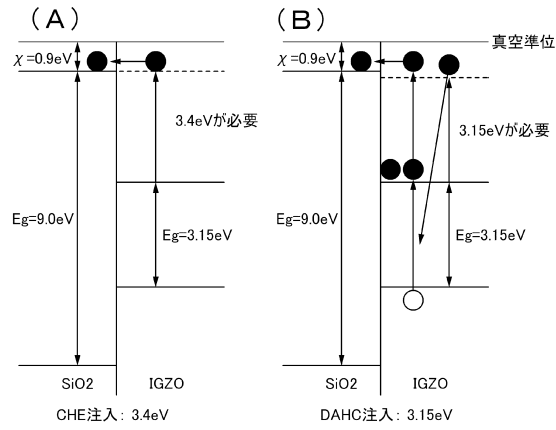 (A)
(B)
真空準位
χ=0.9eV
χ=0.9eV
3.4eVが必要
3.15eVが必要
Eg=9.0eV
Eg=3.15eV
Eg=9.0eV
Eg=3.15eV
SiO2
IGZO
SiO2
IGZO
CHE注入: 3.4eV
DAHC注入: 3.15eV